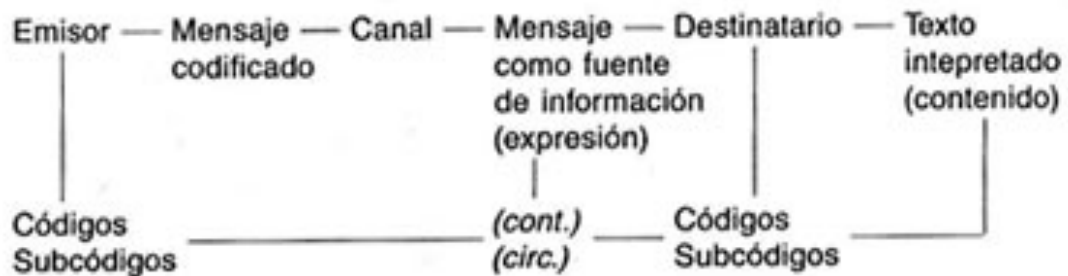 Emisor — Mensaje — Canal — Mensaje — Destinatario — Texto
codificado como fuente intepretado
de información (contenido)
(expresión)
Códigos (cont.) Códigos
Subcódigos (circ.) Subcódigos